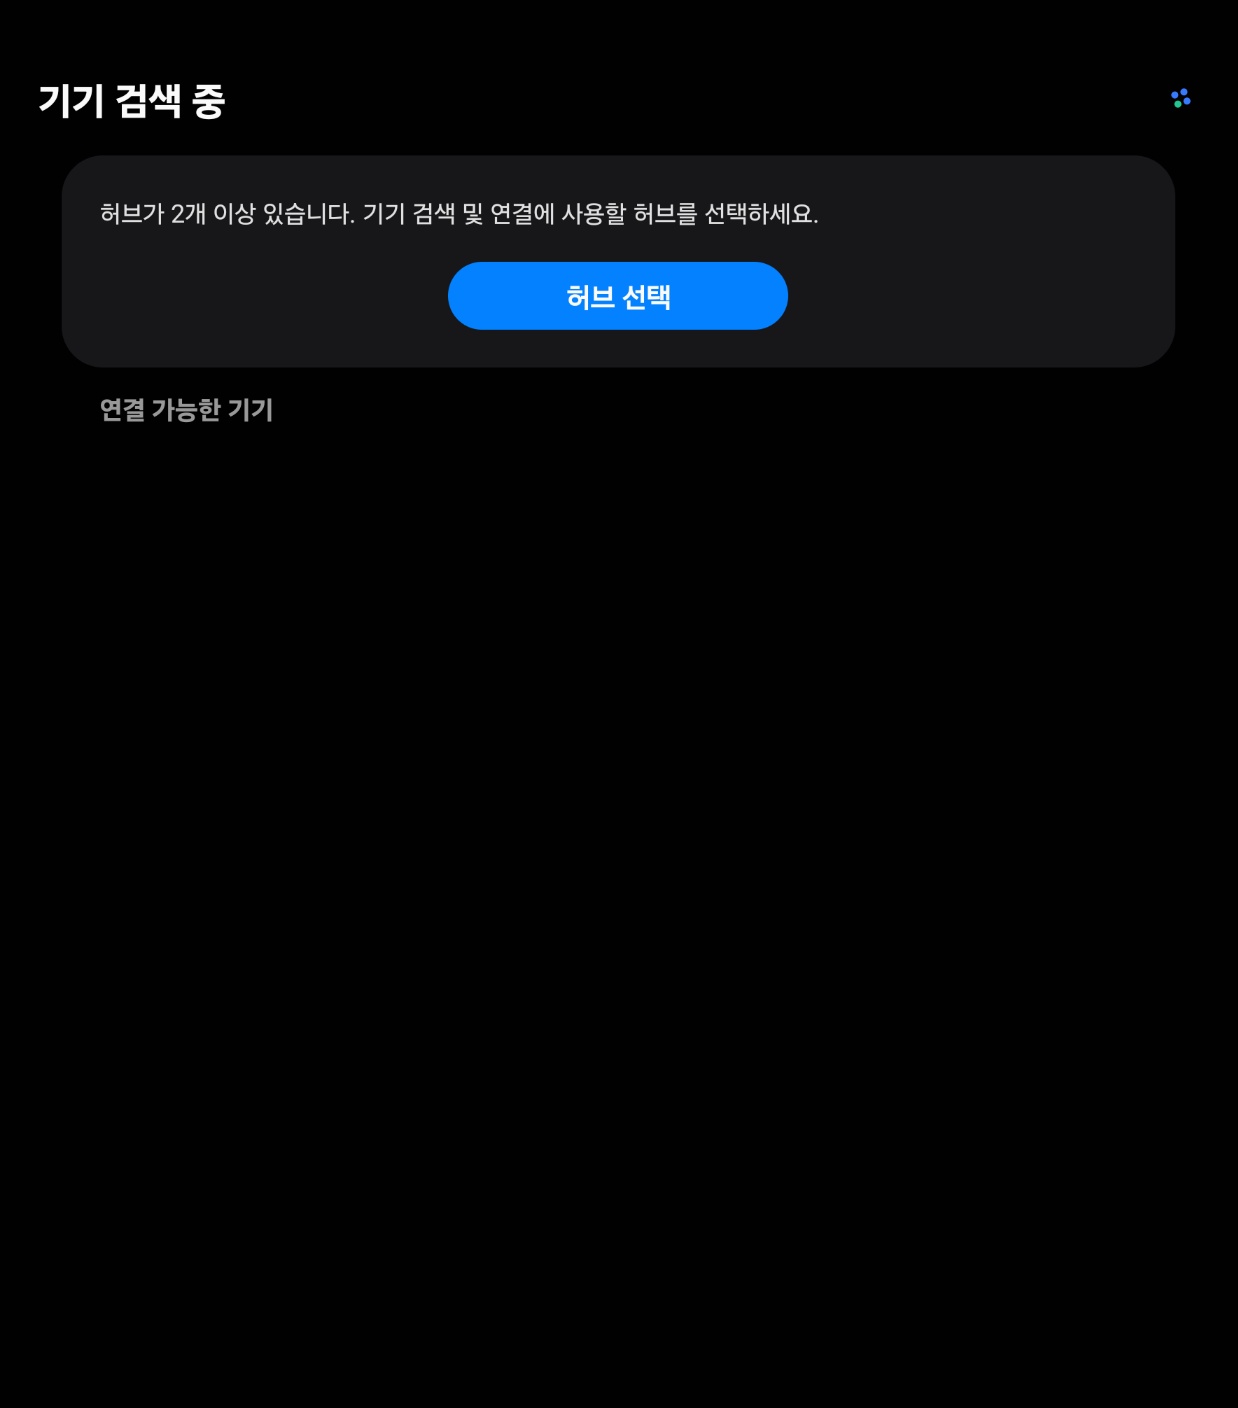 기기 검색 중
허브가 2개 이상 있습니다. 기기 검색 및 연결에 사용할 허브를 선택하세요.
허브 선택
연결 가능한 기기